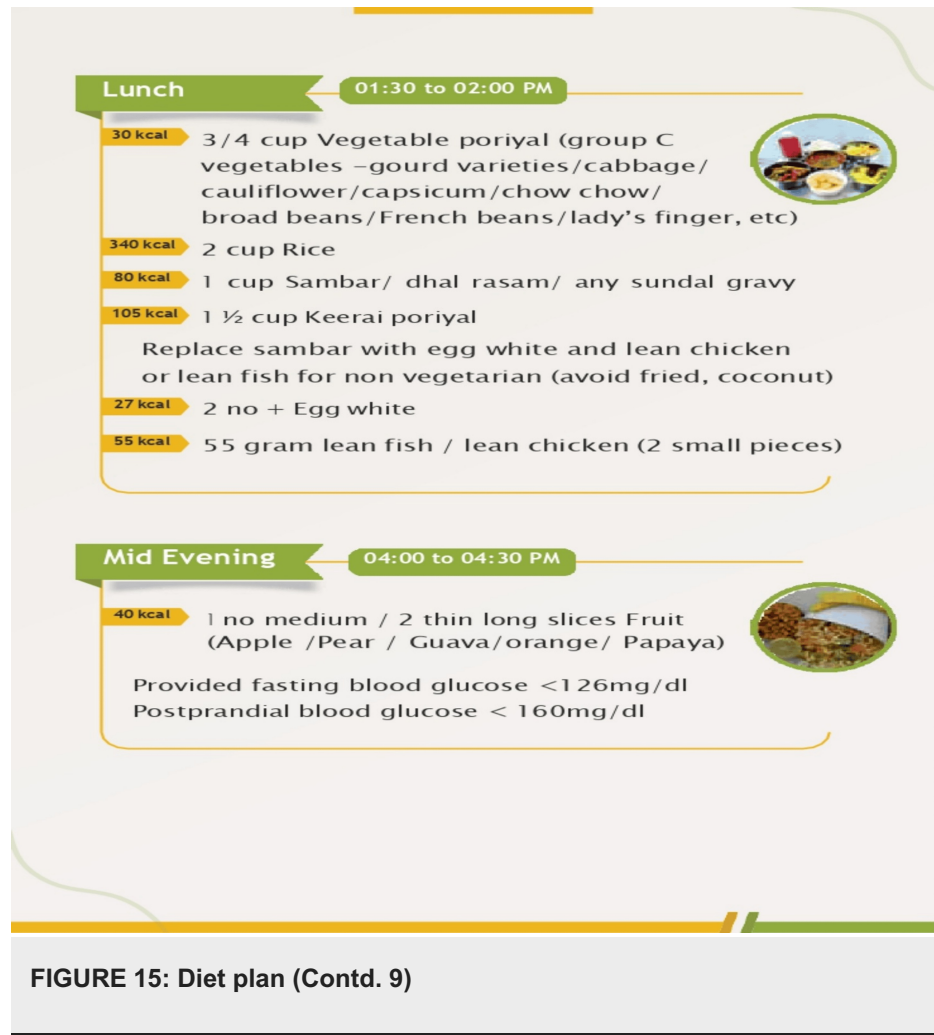 Lunch
01:30 to 02:00 PM
30 kcal
3/4 cup Vegetable poriyal (group C
vegetables –gourd varieties/cabbage/
cauliflower/capsicum/chow chow/
broad beans/French beans/lady's finger, etc)
340 kcal
2 cup Rice
80 kcal
1 cup Sambar/ dhal rasam/ any sundal gravy
105 kcal
1 ½ cup Keerai poriyal
Replace sambar with egg white and lean chicken
or lean fish for non vegetarian (avoid fried, coconut)
27 kcal
2 no + Egg white
55 kcal
55 gram lean fish / lean chicken (2 small pieces)
Mid Evening
04:00 to 04:30 PM
40 kcal
1 no medium / 2 thin long slices Fruit
(Apple /Pear / Guava/orange/ Papaya)
Provided fasting blood glucose <126mg/dl
Postprandial blood glucose < 160mg/dl
FIGURE 15: Diet plan (Contd. 9)